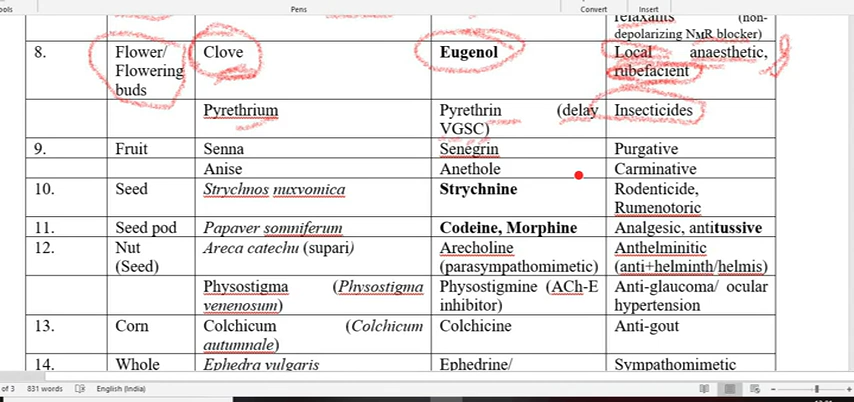 Pens
Convert
Insert
relaxants (non-
depolarizing NMR blocker)
8. Flower/ Clove Eugenol Local anaesthetic,
Flowering rubefacient
buds
Pyrethrium Pyrethrin (delay Insecticides
VGSC)
9. Fruit Senna Senegrin Purgative
Anise Anethole Carminative
10. Seed Strychnos nuxvomica Strychnine Rodenticide,
Rumenotoric
11. Seed pod Papaver somniferum Codeine, Morphine Analgesic, antitussive
12. Nut Areca catechu (supari) Arecholine Anthelminitic
(Seed) (parasympathomimetic) (anti+helminth/helmis)
Physostigma (Physostigma Physostigmine (ACh-E Anti-glaucoma/ ocular
venenosum) inhibitor) hypertension
13. Corn Colchicum (Colchicum Colchicine Anti-gout
autumnale)
14. Whole Ephedra vulgaris Ephedrine/ Sympathomimetic
of 3 831 words English (India)